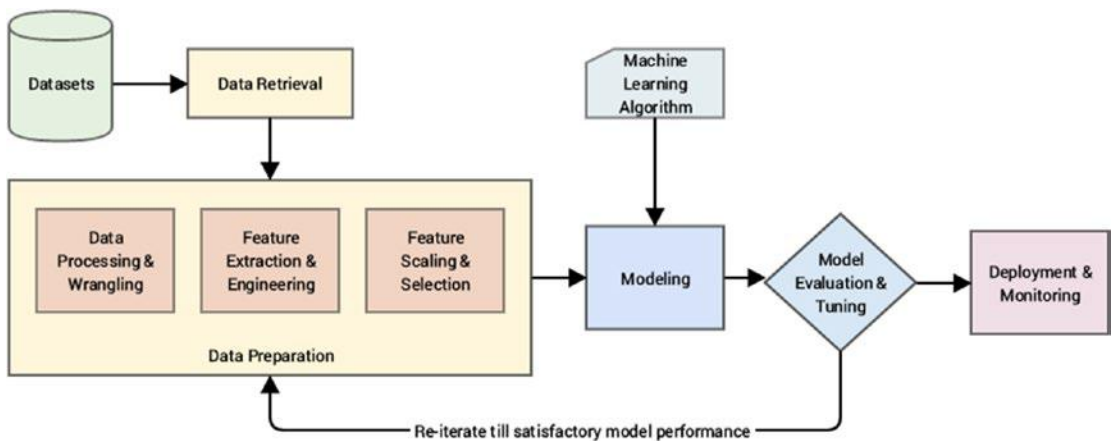 Datasets
Data Retrieval
Machine
Learning
Algorithm
Data
Processing &
Wrangling
Feature
Extraction &
Engineering
Feature
Scaling &
Selection
Data Preparation
Modeling
Model
Evaluation &
Tuning
Deployment &
Monitoring
Re-iterate till satisfactory model performance